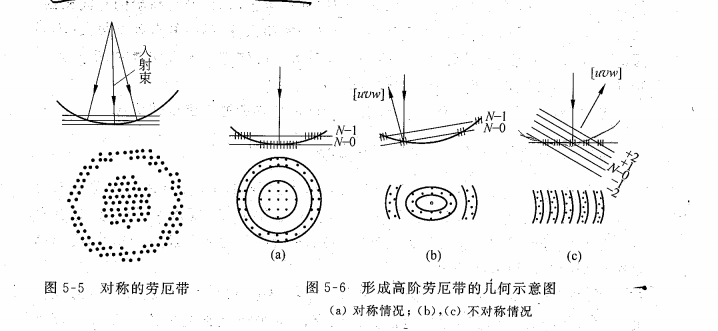 入
射
束
[uvw]
[uvw]
N-1
N-0
N-1
N-0
+2
+1
N-0
-1
-2
(a)
(b)
(c)
图 5-5 对称的劳厄带
图 5-6 形成高阶劳厄带的几何示意图
(a) 对称情况；(b),(c) 不对称情况